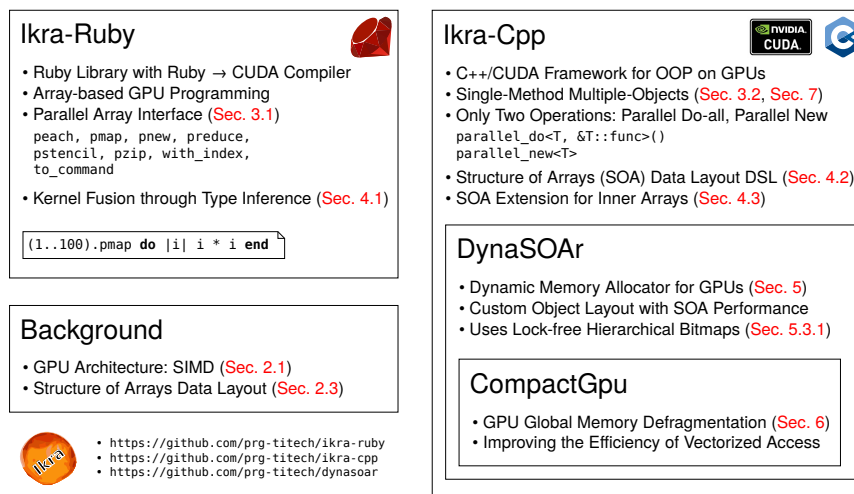 Ikra-Ruby
• Ruby Library with Ruby → CUDA Compiler
• Array-based GPU Programming
• Parallel Array Interface (Sec. 3.1)
peach, pmap, pnew, preduce,
pstencil, pzip, with_index,
to_command
• Kernel Fusion through Type Inference (Sec. 4.1)
(1..100).pmap do |i| i * i end
Background
• GPU Architecture: SIMD (Sec. 2.1)
• Structure of Arrays Data Layout (Sec. 2.3)
Ikra
• https://github.com/prg-titech/ikra-ruby
• https://github.com/prg-titech/ikra-cpp
• https://github.com/prg-titech/dynasoar
Ikra-Cpp
NVIDIA.
CUDA.
C
• C++/CUDA Framework for OOP on GPUs
• Single-Method Multiple-Objects (Sec. 3.2, Sec. 7)
• Only Two Operations: Parallel Do-all, Parallel New
parallel_do<T, &T::func>()
parallel_new<T>
• Structure of Arrays (SOA) Data Layout DSL (Sec. 4.2)
• SOA Extension for Inner Arrays (Sec. 4.3)
DynaSOAr
• Dynamic Memory Allocator for GPUs (Sec. 5)
• Custom Object Layout with SOA Performance
• Uses Lock-free Hierarchical Bitmaps (Sec. 5.3.1)
CompactGpu
• GPU Global Memory Defragmentation (Sec. 6)
• Improving the Efficiency of Vectorized Access